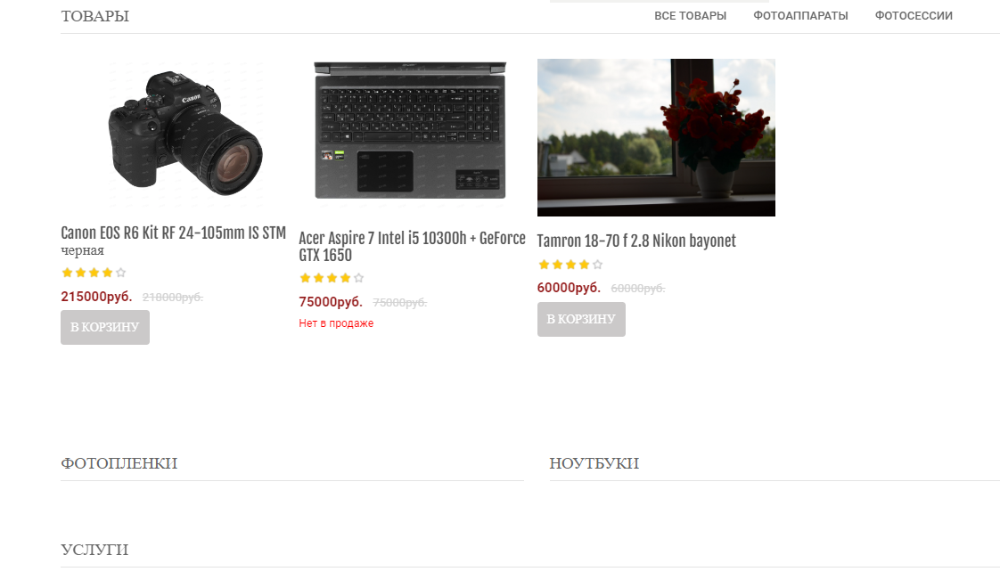 ТОВАРЫ
ВСЕ ТОВАРЫ ФОТОАППАРАТЫ ФОТОСЕССИИ
Canon
Canon EOS R6 Kit RF 24-105mm IS STM
черная
215000руб. 218000руб.
В КОРЗИНУ
Acer Aspire 7 Intel i5 10300h + GeForce
GTX 1650
75000руб. 75000руб.
Нет в продаже
Tamron 18-70 f 2.8 Nikon bayonet
60000руб. 60000руб.
В КОРЗИНУ
ФОТОПЛЕНКИ
НОУТБУКИ
УСЛУГИ